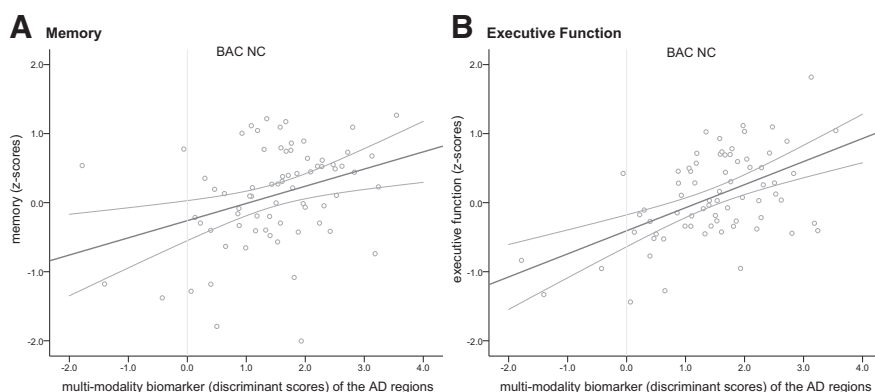 A Memory
BAC NC
memory (z-scores)
2.0
1.0
0.0
-1.0
-2.0
-2.0 -1.0 0.0 1.0 2.0 3.0 4.0
multi-modality biomarker (discriminant scores) of the AD regions
B Executive Function
BAC NC
executive function (z-scores)
2.0
1.0
0.0
-1.0
-2.0
-2.0 -1.0 0.0 1.0 2.0 3.0 4.0
multi-modality biomarker (discriminant scores) of the AD regions